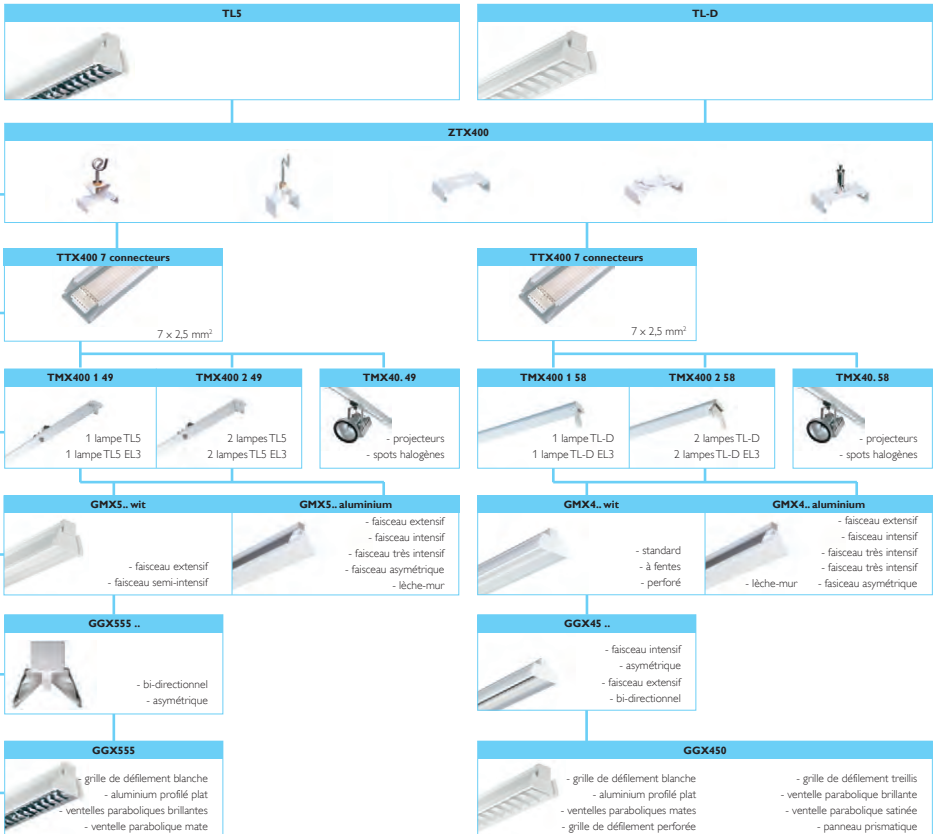 TL5
TL-D
ZTX400
TTX400 7 connecteurs
7 x 2,5 mm²
TTX400 7 connecteurs
7 x 2,5 mm²
TMX400 1 49
1 lampe TL5
1 lampe TL5 EL3
TMX400 2 49
2 lampes TL5
2 lampes TL5 EL3
TMX40. 49
- projecteurs
- spots halogènes
TMX400 1 58
1 lampe TL-D
1 lampe TL-D EL3
TMX400 2 58
2 lampes TL-D
2 lampes TL-D EL3
TMX40. 58
- projecteurs
- spots halogènes
GMX5.. wit
- faisceau extensif
- faisceau semi-intensif
GMX5.. aluminium
- faisceau extensif
- faisceau intensif
- faisceau très intensif
- faisceau asymétrique
- lèche-mur
GMX4.. wit
- standard
- à fentes
- perforé
GMX4.. aluminium
- lèche-mur
- faisceau extensif
- faisceau intensif
- faisceau très intensif
- faisceau très intensif
- fasiceau asymétrique
GGX555 ..
- bi-directionnel
- asymétrique
GGX45 ..
- faisceau intensif
- asymétrique
- faisceau extensif
- bi-directionnel
GGX555
- grille de défilement blanche
- aluminium profilé plat
- ventelles paraboliques brillantes
- ventelle parabolique mate
GGX450
- grille de défilement blanche
- aluminium profilé plat
- ventelles paraboliques mates
- grille de défilement perforée
- grille de défilement treillis
- ventelle parabolique brillante
- ventelle parabolique satinée
- panneau prismatique